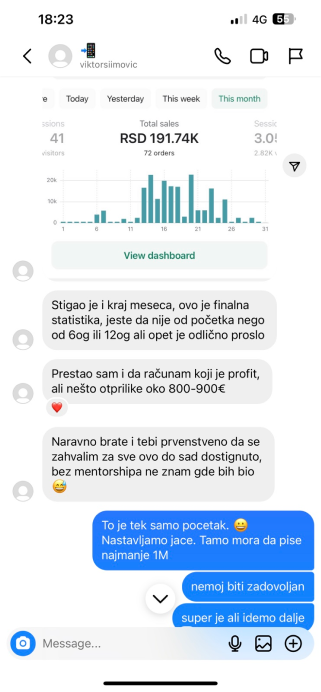 18:23
4G 55
viktorsiimovic
e Today Yesterday This week This month
ssions Total sales Sessi
41 RSD 191.74K 3.0
visitors 72 orders 2.82K v
20k
10k
0
1 6 11 16 21 26 31
View dashboard
Stigao je i kraj meseca, ovo je finalna
statistika, jeste da nije od početka nego
od 6og ili 12og ali opet je odlično proslo
Prestao sam i da računam koji je profit,
ali nešto otprilike oko 800-900€
Naravno brate i tebi prvenstveno da se
zahvalim za sve ovo do sad dostignuto,
bez mentorshipa ne znam gde bih bio
😅
To je tek samo pocetak. 😄
Nastavljamo jace. Tamo mora da pise
najmanje 1M
nemoj biti zadovoljan
super je ali idemo dalje
Message...